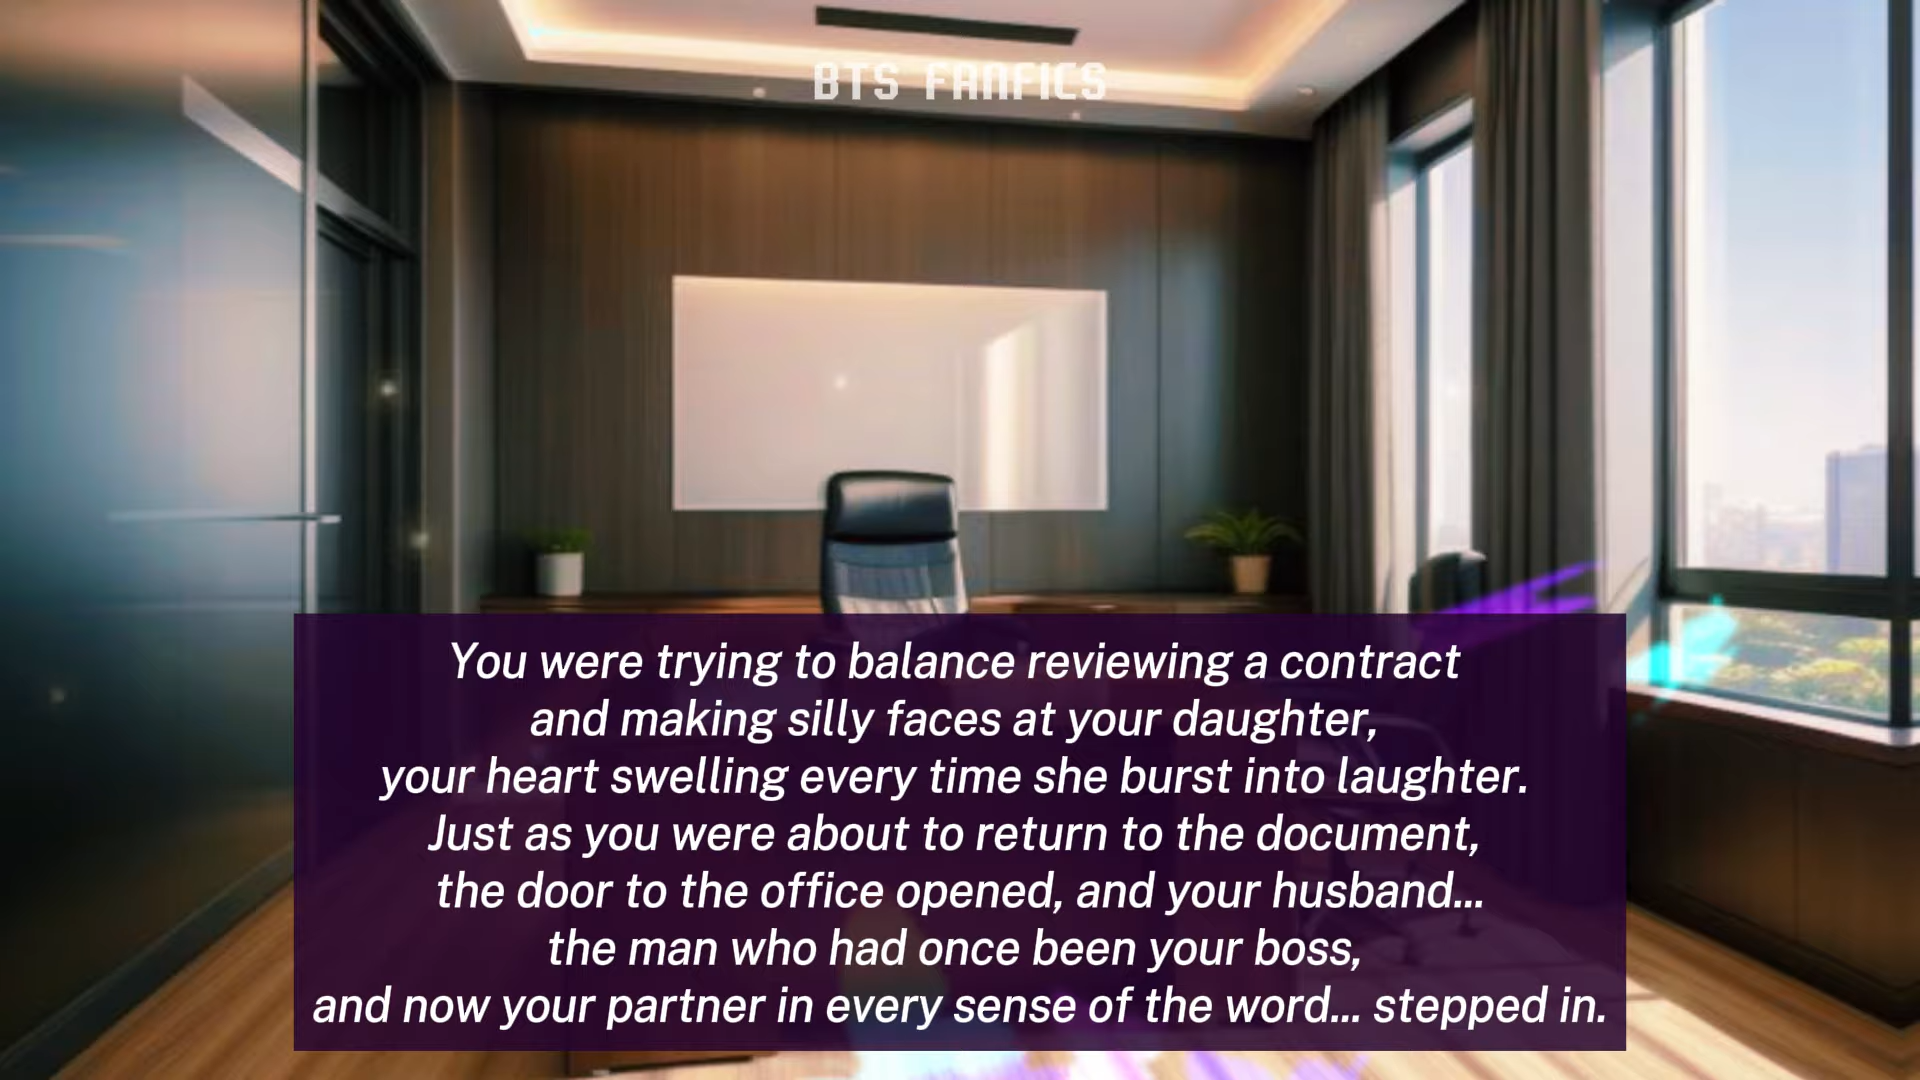 BTS FANFICS
You were trying to balance reviewing a contract
and making silly faces at your daughter,
your heart swelling every time she burst into laughter.
Just as you were about to return to the document,
the door to the office opened, and your husband...
the man who had once been your boss,
and now your partner in every sense of the word... stepped in.